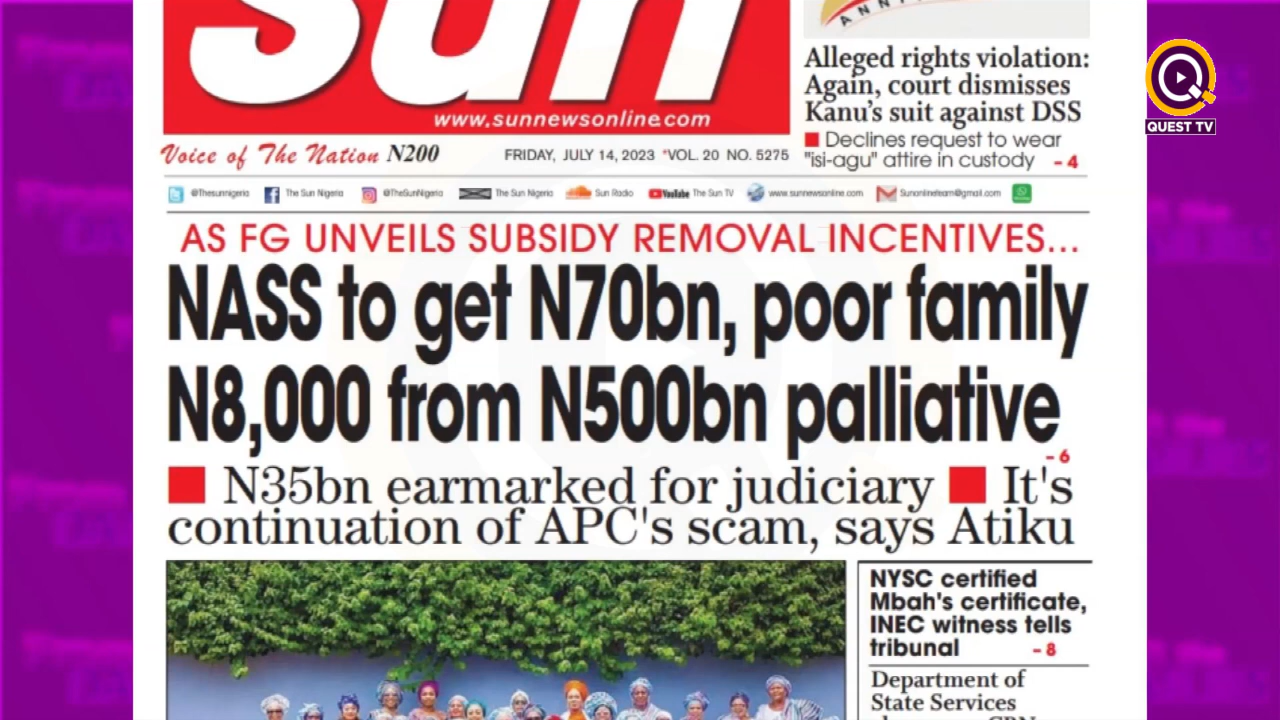 Sun
www.sunnewsonline.com
Voice of The Nation N200
FRIDAY, JULY 14, 2023 *VOL. 20 NO. 5275
Alleged rights violation:
Again, court dismisses
Kanu's suit against DSS
Declines request to wear
"isi-agu" attire in custody - 4
QUEST TV
@Thesunnigeria The Sun Nigeria @TheSunNigeria The Sun Nigeria Sun Radio YouTube The Sun TV www.sunnewsonline.com Sunonlineteam@gmail.com
AS FG UNVEILS SUBSIDY REMOVAL INCENTIVES...
NASS to get N70bn, poor family
N8,000 from N500bn palliative
- 6
N35bn earmarked for judiciary It's
continuation of APC's scam, says Atiku
NYSC certified
Mbah's certificate,
INEC witness tells
tribunal - 8
Department of
State Services